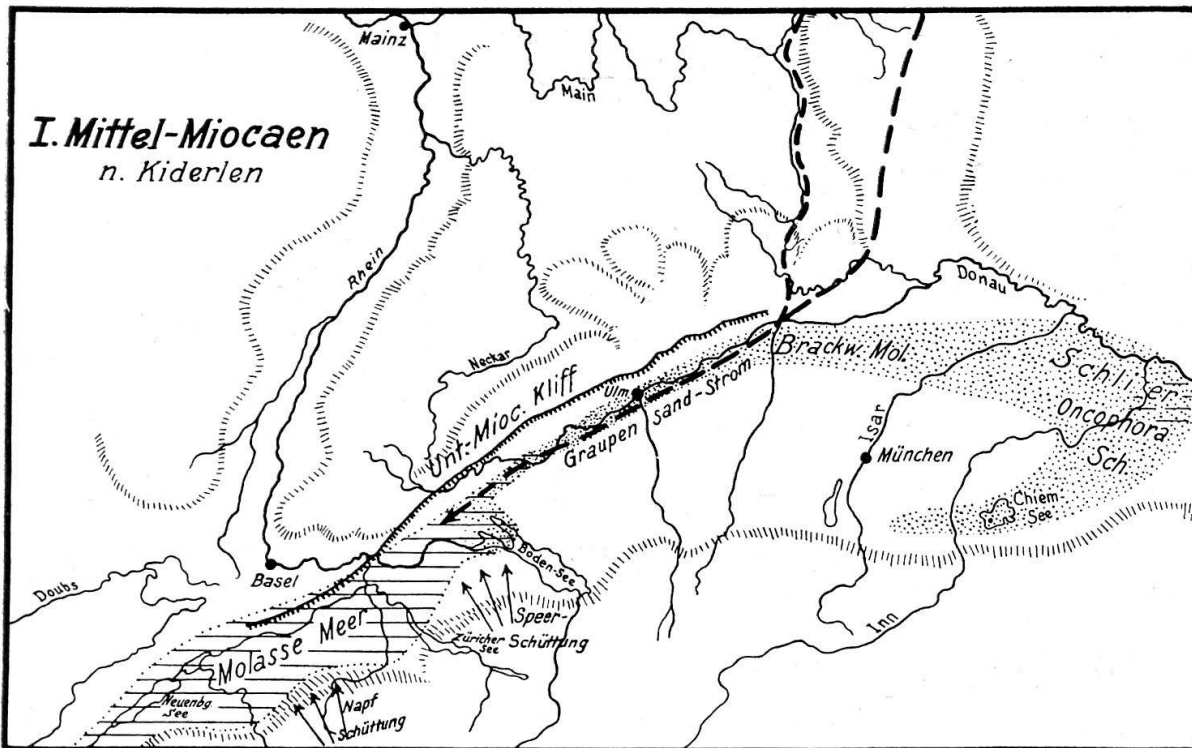 Mainz
Main
I. Mittel-Miocaen
n. Kiderlen
Rhein
Donau
Neckar
Brackw. Mol.
Schlier
Oncophora
Sch.
Unt.-Mioc. Kliff
Ulm
Graupen sand-Strom
Isar
München
Chiem
See
Boden-See
Basel
Doubs
Speer-
Schüttung
Züricher
See
Inn
Molasse Meer
Neuenbg
See
Napf
Schüttung